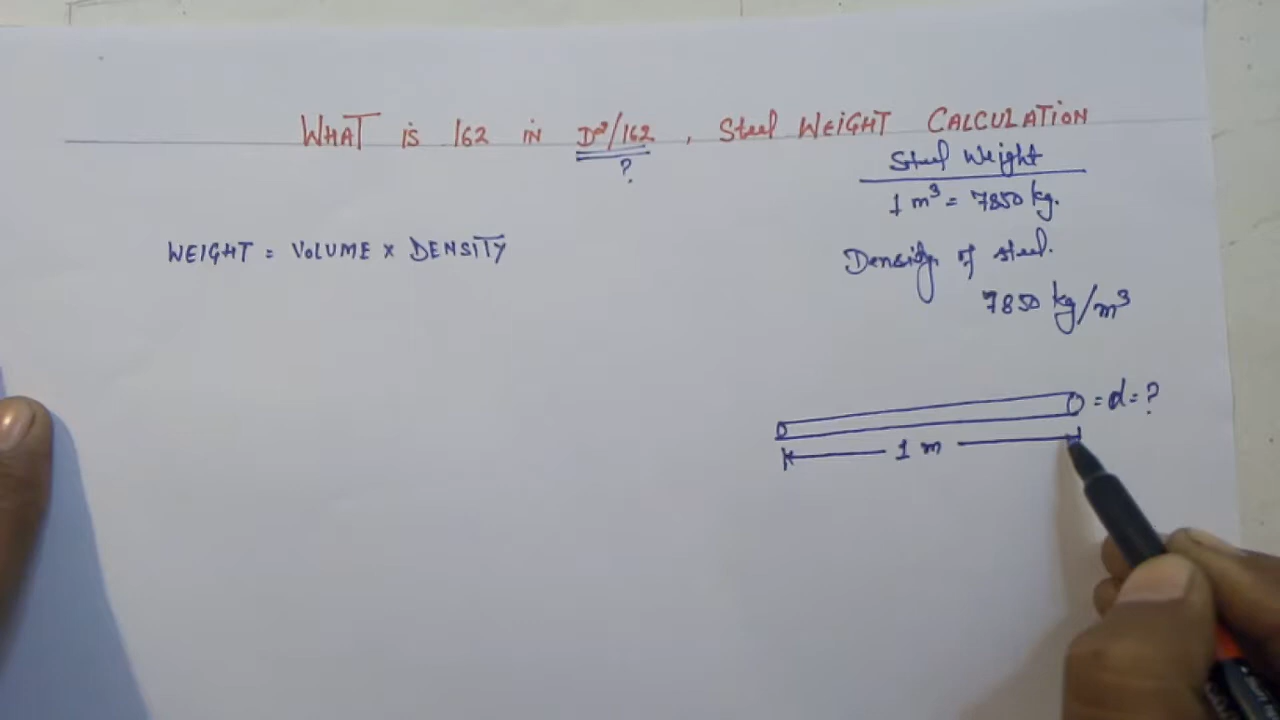 WHAT is 162 in D²/162 , Steel WEIGHT CALCULATION
?
Steel Weight
1 m³ = 7850 kg.
WEIGHT = VOLUME × DENSITY
Density of steel.
7850 kg/m³
= d = ?
1 m